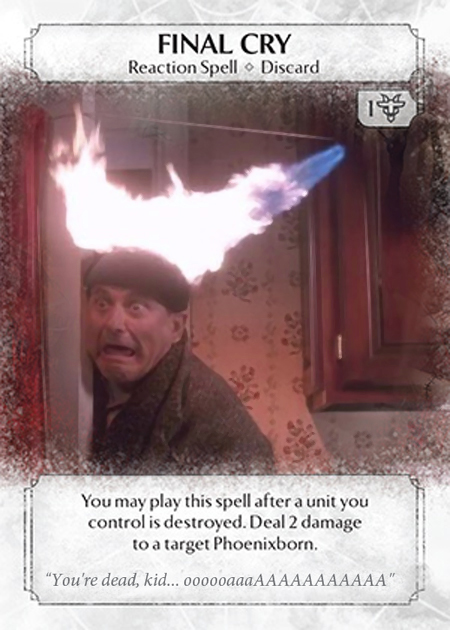 FINAL CRY
Reaction Spell ◇ Discard
1
You may play this spell after a unit you
control is destroyed. Deal 2 damage
to a target Phoenixborn.
“You're dead, kid... ooooooaaaAAAAAAAAAAA”